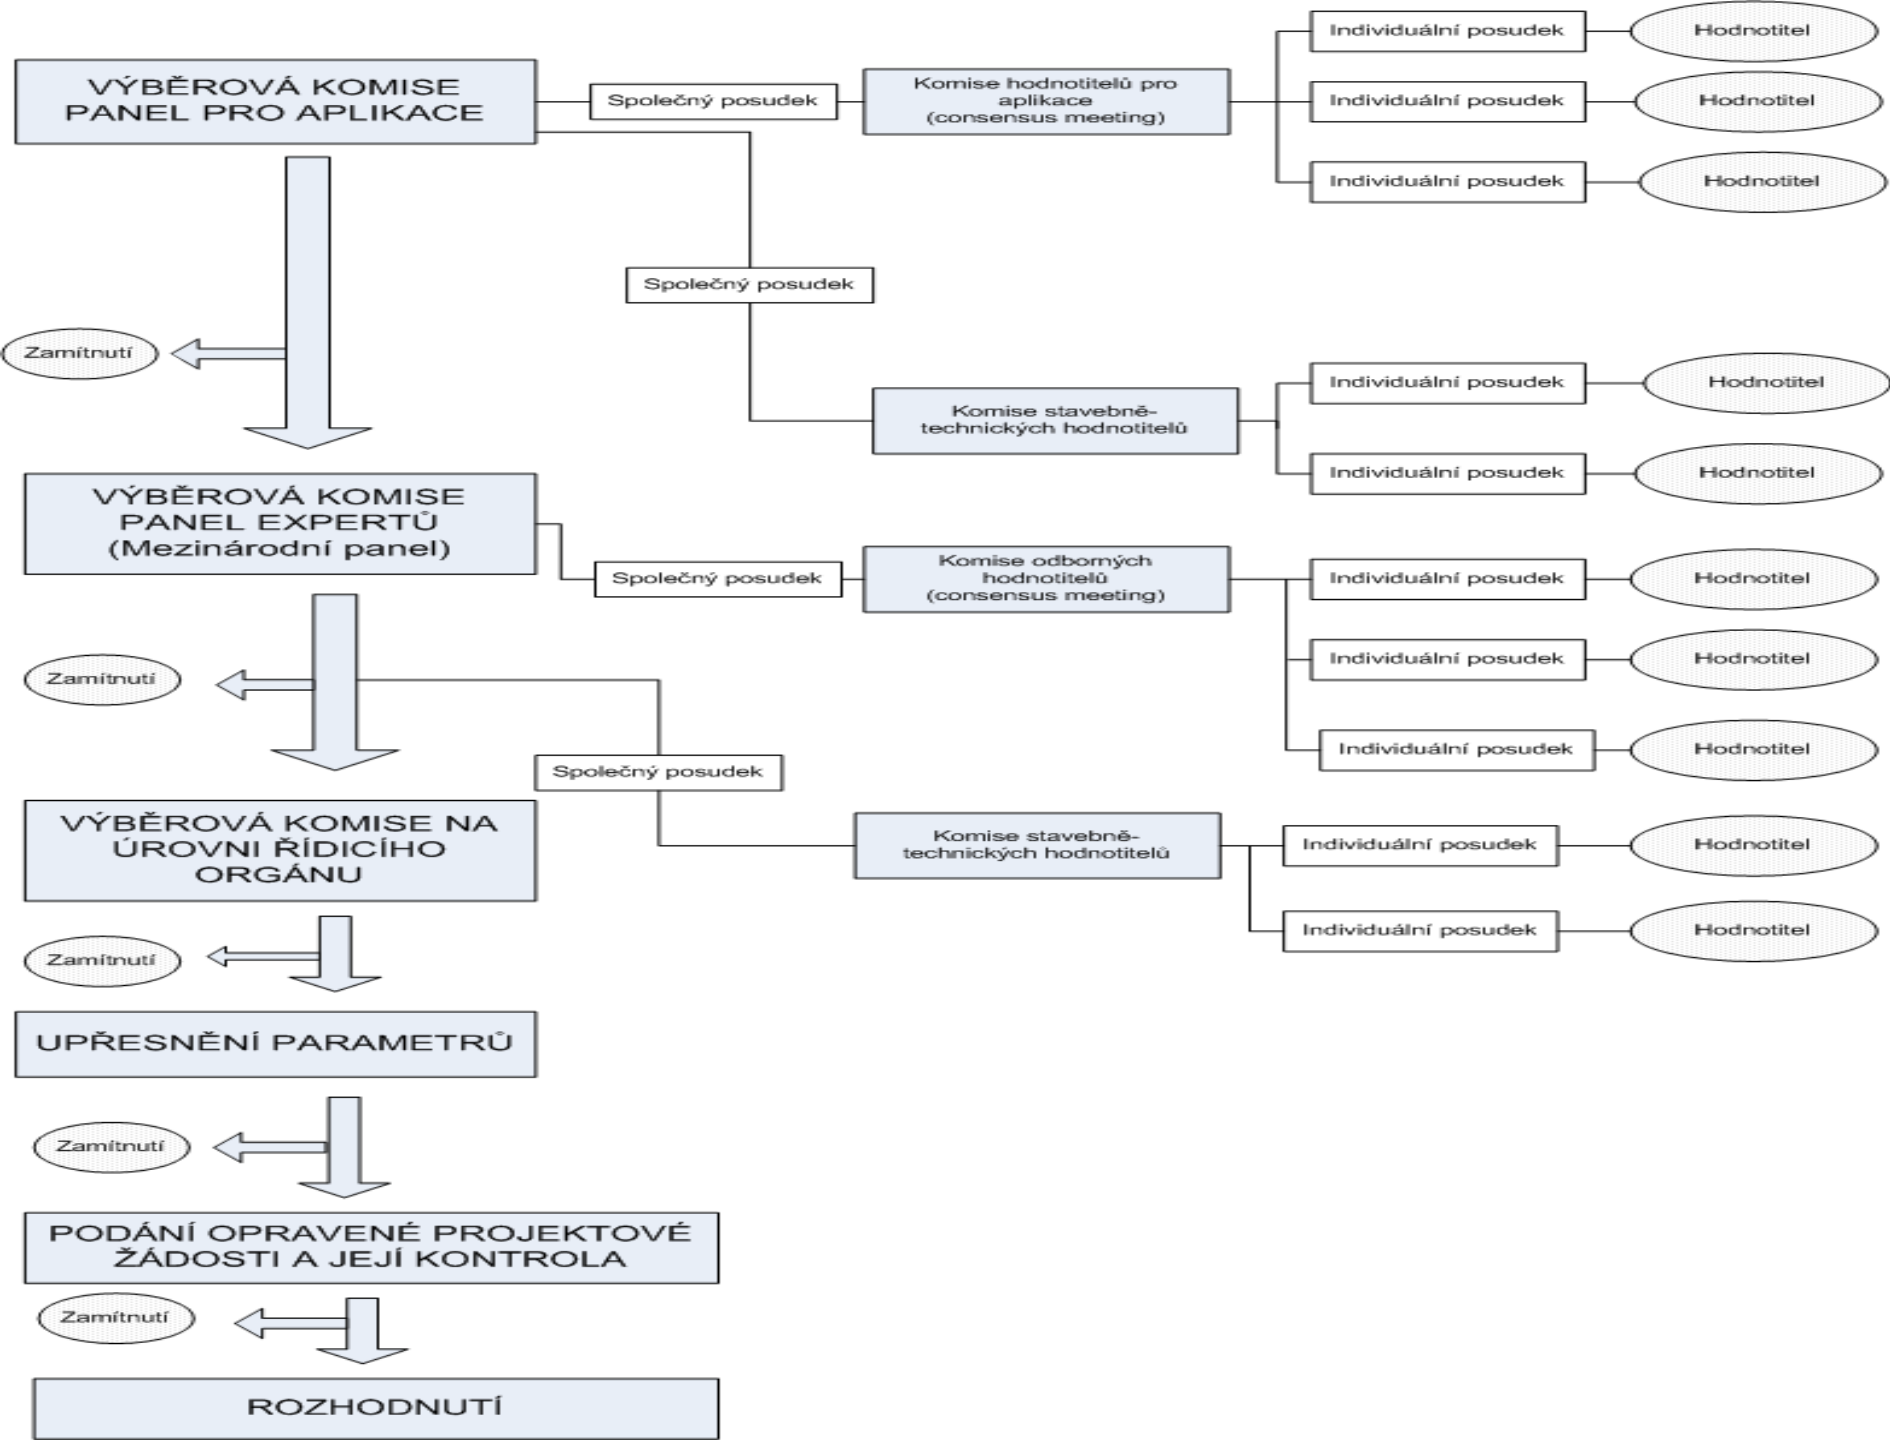 VÝBĚROVÁ KOMISE
PANEL PRO APLIKACE
Společný posudek
Komise hodnotitelů pro
aplikace
(consensus meeting)
Individuální posudek
Hodnotitel
Individuální posudek
Hodnotitel
Individuální posudek
Hodnotitel
Společný posudek
Zamítnutí
Komise stavebně-
technických hodnotitelů
Individuální posudek
Hodnotitel
Individuální posudek
Hodnotitel
VÝBĚROVÁ KOMISE
PANEL EXPERTŮ
(Mezinárodní panel)
Společný posudek
Komise odborných
hodnotitelů
(consensus meeting)
Individuální posudek
Hodnotitel
Individuální posudek
Hodnotitel
Individuální posudek
Hodnotitel
Zamítnutí
Společný posudek
VÝBĚROVÁ KOMISE NA
ÚROVNI ŘÍDICÍHO
ORGÁNU
Komise stavebně-
technických hodnotitelů
Individuální posudek
Hodnotitel
Individuální posudek
Hodnotitel
Zamítnutí
UPŘESNĚNÍ PARAMETRŮ
Zamítnutí
PODÁNÍ OPRAVENÉ PROJEKTOVÉ
ŽÁDOSTI A JEJÍ KONTROLA
Zamítnutí
ROZHODNUTÍ